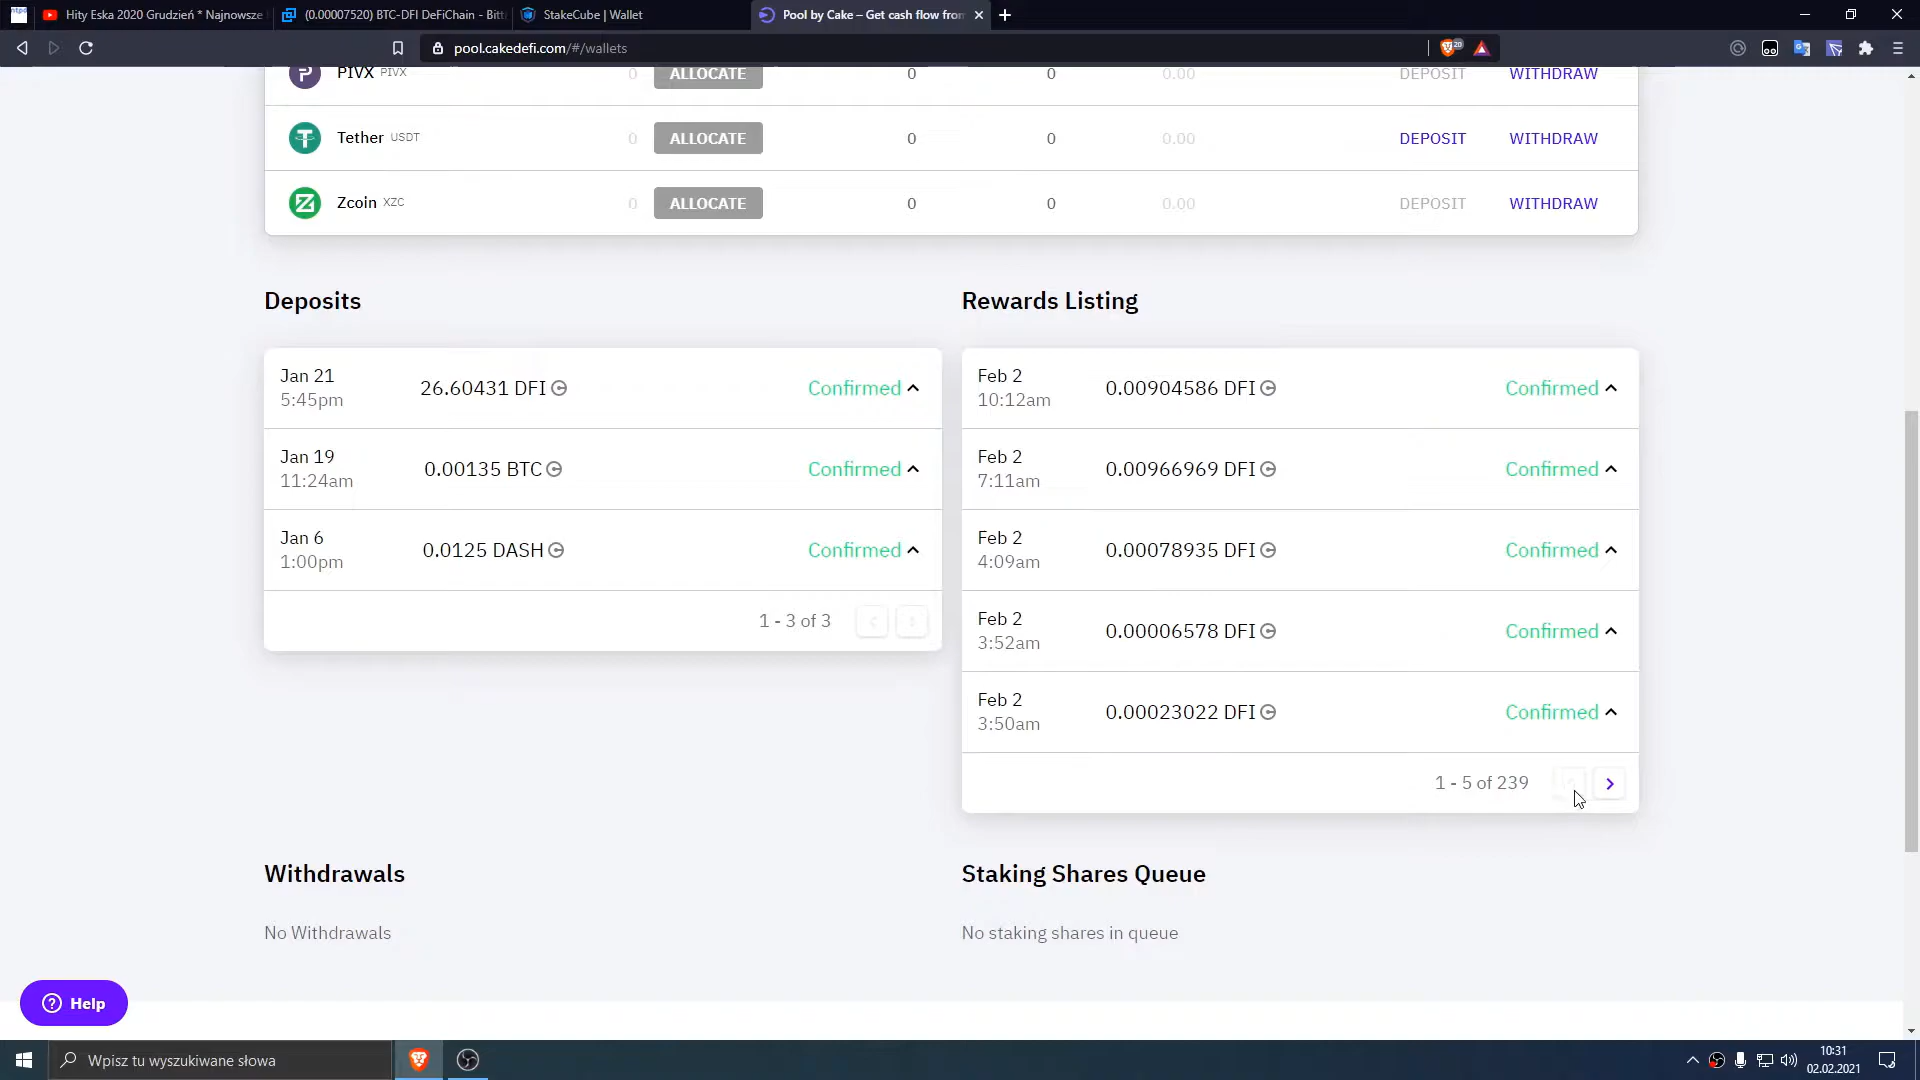 Hity Eska 2020 Grudzień * Najnowsze
(0.00007520) BTC-DFI DeFiChain - Bitt
StakeCube | Wallet
Pool by Cake – Get cash flow from
pool.cakedefi.com/#/wallets
20
PIVX PIVX 0 ALLOCATE 0 0 0.00 DEPOSIT WITHDRAW
Tether USDT 0 ALLOCATE 0 0 0.00 DEPOSIT WITHDRAW
Zcoin XZC 0 ALLOCATE 0 0 0.00 DEPOSIT WITHDRAW
Deposits
Jan 21
5:45pm
26.60431 DFI
Confirmed
Jan 19
11:24am
0.00135 BTC
Confirmed
Jan 6
1:00pm
0.0125 DASH
Confirmed
1 - 3 of 3
Rewards Listing
Feb 2
10:12am
0.00904586 DFI
Confirmed
Feb 2
7:11am
0.00966969 DFI
Confirmed
Feb 2
4:09am
0.00078935 DFI
Confirmed
Feb 2
3:52am
0.00006578 DFI
Confirmed
Feb 2
3:50am
0.00023022 DFI
Confirmed
1 - 5 of 239
Withdrawals
No Withdrawals
Staking Shares Queue
No staking shares in queue
Help
Wpisz tu wyszukiwane słowa
10:31
02.02.2021